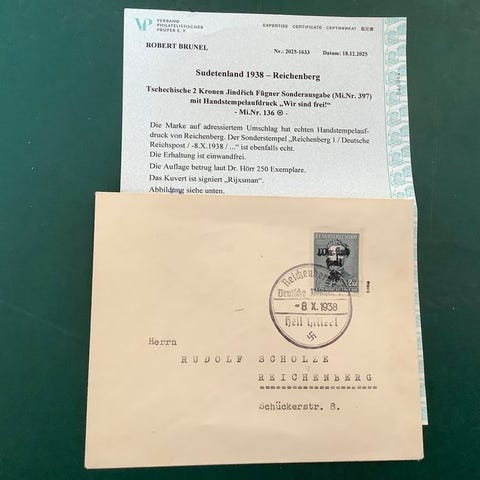 VP VERBAND
PHILATELISTISCHER
PRÜFER E. V.
EXPERTISE · CERTIFICATE
ROBERT BRUNEL
Nr.: 2025-1633
Datum: 18.12.2025
Sudetenland 1938 – Reichenberg
Tschechische 2 Kronen Jindřich Fügner Sonderausgabe (Mi.Nr. 397)
mit Handstempelaufdruck „Wir sind frei!“
- Mi.Nr. 136 -
Die Marke auf adressiertem Umschlag hat echten Handstempelauf-
druck von Reichenberg. Der Sonderstempel „Reichenberg 1 / Deutsche
Reichspost / -8.X.1938 / ...“ ist ebenfalls echt.
Die Erhaltung ist einwandfrei.
Die Auflage betrug laut Dr. Hörr 250 Exemplare.
Das Kuvert ist signiert „Rijxsman“.
Abbildung siehe unten.
ČESKOSLOVENSKO
Reichenberg
Deutsche
-8. X. 1938
Heil Hitler!
Herrn
RUDOLF SCHOLZE
REICHENBERG
Schückerstr. 8.